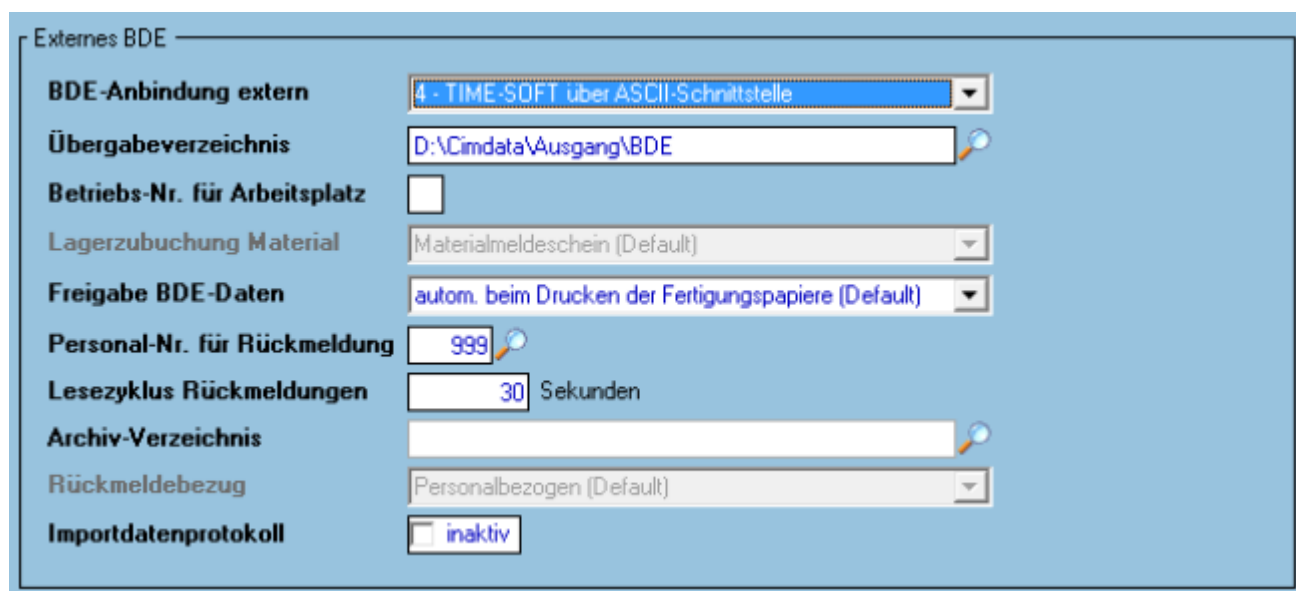 Externes BDE
BDE-Anbindung extern 4 - TIME-SOFT über ASCII-Schnittstelle
Übergabeverzeichnis D:\Cimdata\Ausgang\BDE
Betriebs-Nr. für Arbeitsplatz
Lagerzubuchung Material Materialmeldeschein (Default)
Freigabe BDE-Daten autom. beim Drucken der Fertigungspapiere (Default)
Personal-Nr. für Rückmeldung 999
Lesezyklus Rückmeldungen 30 Sekunden
Archiv-Verzeichnis
Rückmeldebezug Personalbezogen (Default)
Importdatenprotokoll inaktiv